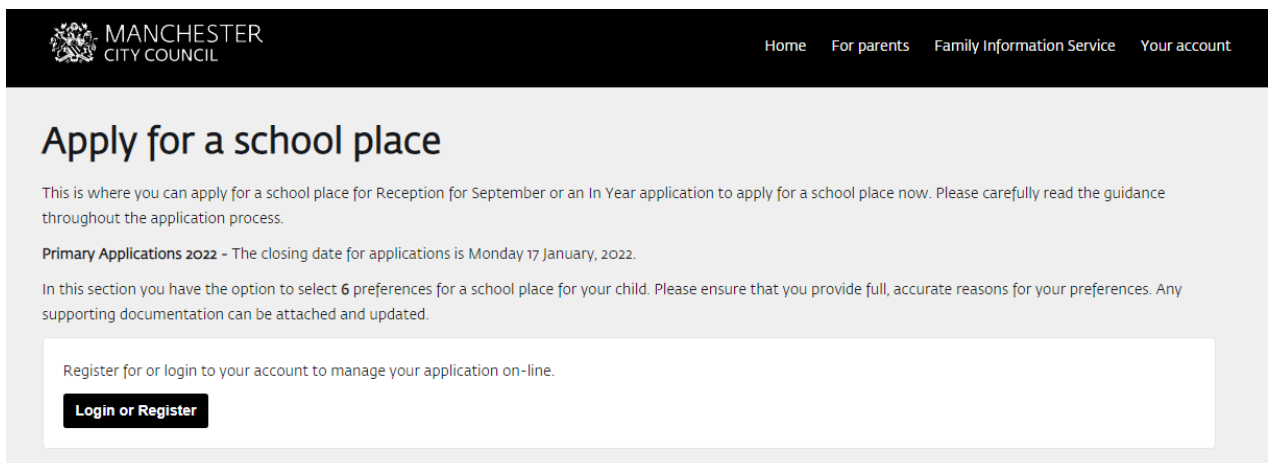 MANCHESTER
CITY COUNCIL
Home For parents Family Information Service Your account
Apply for a school place
This is where you can apply for a school place for Reception for September or an In Year application to apply for a school place now. Please carefully read the guidance
throughout the application process.
Primary Applications 2022 - The closing date for applications is Monday 17 January, 2022.
In this section you have the option to select 6 preferences for a school place for your child. Please ensure that you provide full, accurate reasons for your preferences. Any
supporting documentation can be attached and updated.
Register for or login to your account to manage your application on-line.
Login or Register